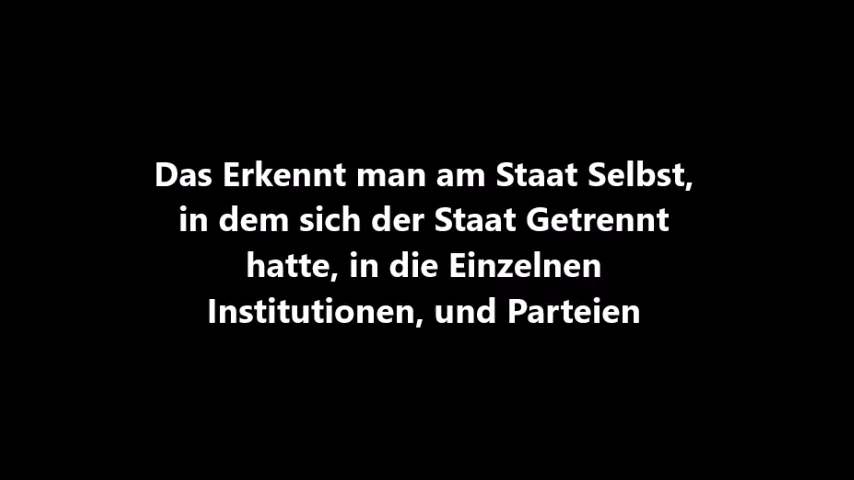 Das Erkennt man am Staat Selbst,
in dem sich der Staat Getrennt
hatte, in die Einzelnen
Institutionen, und Parteien